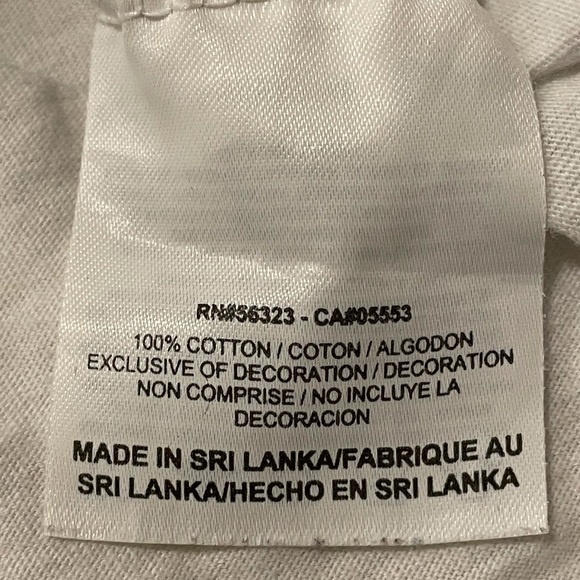 RN#56323 - CA#05553
100% COTTON / COTON / ALGODON
EXCLUSIVE OF DECORATION / DECORATION
NON COMPRISE / NO INCLUYE LA
DECORACION
MADE IN SRI LANKA/FABRIQUE AU
SRI LANKA/HECHO EN SRI LANKA